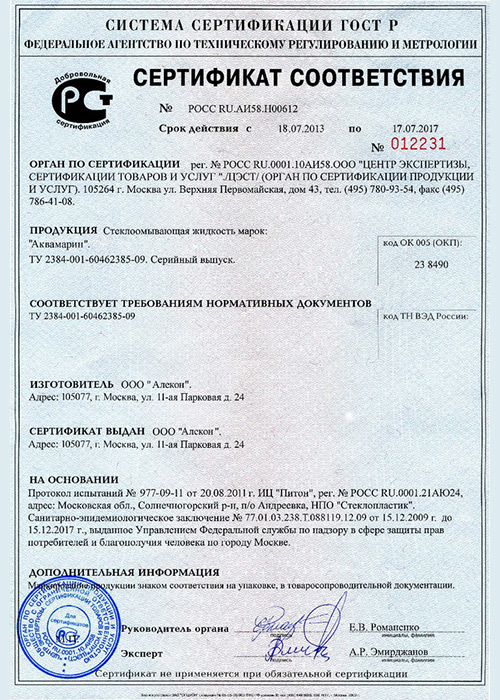 СИСТЕМА СЕРТИФИКАЦИИ ГОСТ Р
ФЕДЕРАЛЬНОЕ АГЕНТСТВО ПО ТЕХНИЧЕСКОМУ РЕГУЛИРОВАНИЮ И МЕТРОЛОГИИ
Добровольная
сертификация
СЕРТИФИКАТ СООТВЕТСТВИЯ
№ РОСС RU.АИ58.Н00612
Срок действия с 18.07.2013 по 17.07.2017
№ 012231
ОРГАН ПО СЕРТИФИКАЦИИ рег. № РОСС RU.0001.10АИ58.ООО "ЦЕНТР ЭКСПЕРТИЗЫ,
СЕРТИФИКАЦИИ ТОВАРОВ И УСЛУГ "./ЦЭСТ/ (ОРГАН ПО СЕРТИФИКАЦИИ ПРОДУКЦИИ
И УСЛУГ). 105264 г. Москва ул. Верхняя Первомайская, дом 43, тел. (495) 780-93-54, факс (495)
786-41-08.
ПРОДУКЦИЯ Стеклоомывающая жидкость марок:
"Аквамарин".
ТУ 2384-001-60462385-09. Серийный выпуск.
код ОК 005 (ОКП):
23 8490
СООТВЕТСТВУЕТ ТРЕБОВАНИЯМ НОРМАТИВНЫХ ДОКУМЕНТОВ
ТУ 2384-001-60462385-09
код ТН ВЭД России:
ИЗГОТОВИТЕЛЬ ООО "Алекон".
Адрес: 105077, г. Москва, ул. 11-ая Парковая д. 24
СЕРТИФИКАТ ВЫДАН ООО "Алекон".
Адрес: 105077, г. Москва, ул. 11-ая Парковая д. 24
НА ОСНОВАНИИ
Протокол испытаний № 977-09-11 от 20.08.2011 г. ИЦ "Питон", рег. № РОСС RU.0001.21АЮ24,
адрес: Московская обл., Солнечногорский р-н, п/о Андреевка, НПО "Стеклопластик".
Санитарно-эпидемиологическое заключение № 77.01.03.238.Т.088119.12.09 от 15.12.2009 г. до
15.12.2017 г., выданное Управлением Федеральной службы по надзору в сфере защиты прав
потребителей и благополучия человека по городу Москве.
ДОПОЛНИТЕЛЬНАЯ ИНФОРМАЦИЯ
Маркирование продукции знаком соответствия на упаковке, в товаросопроводительной документации.
Для
сертификатов
Руководитель органа
подпись
Е.В. Романенко
инициалы, фамилия
Эксперт
подпись
А.Р. Эмирджанов
инициалы, фамилия
Сертификат не применяется при обязательной сертификации